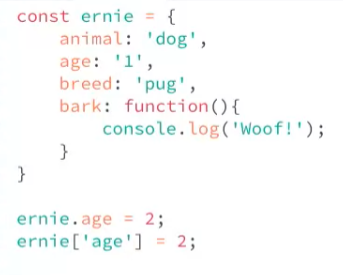 const ernie = {
    animal: 'dog',
    age: '1',
    breed: 'pug',
    bark: function(){
        console.log('Woof!');
    }
}

ernie.age = 2;
ernie['age'] = 2;